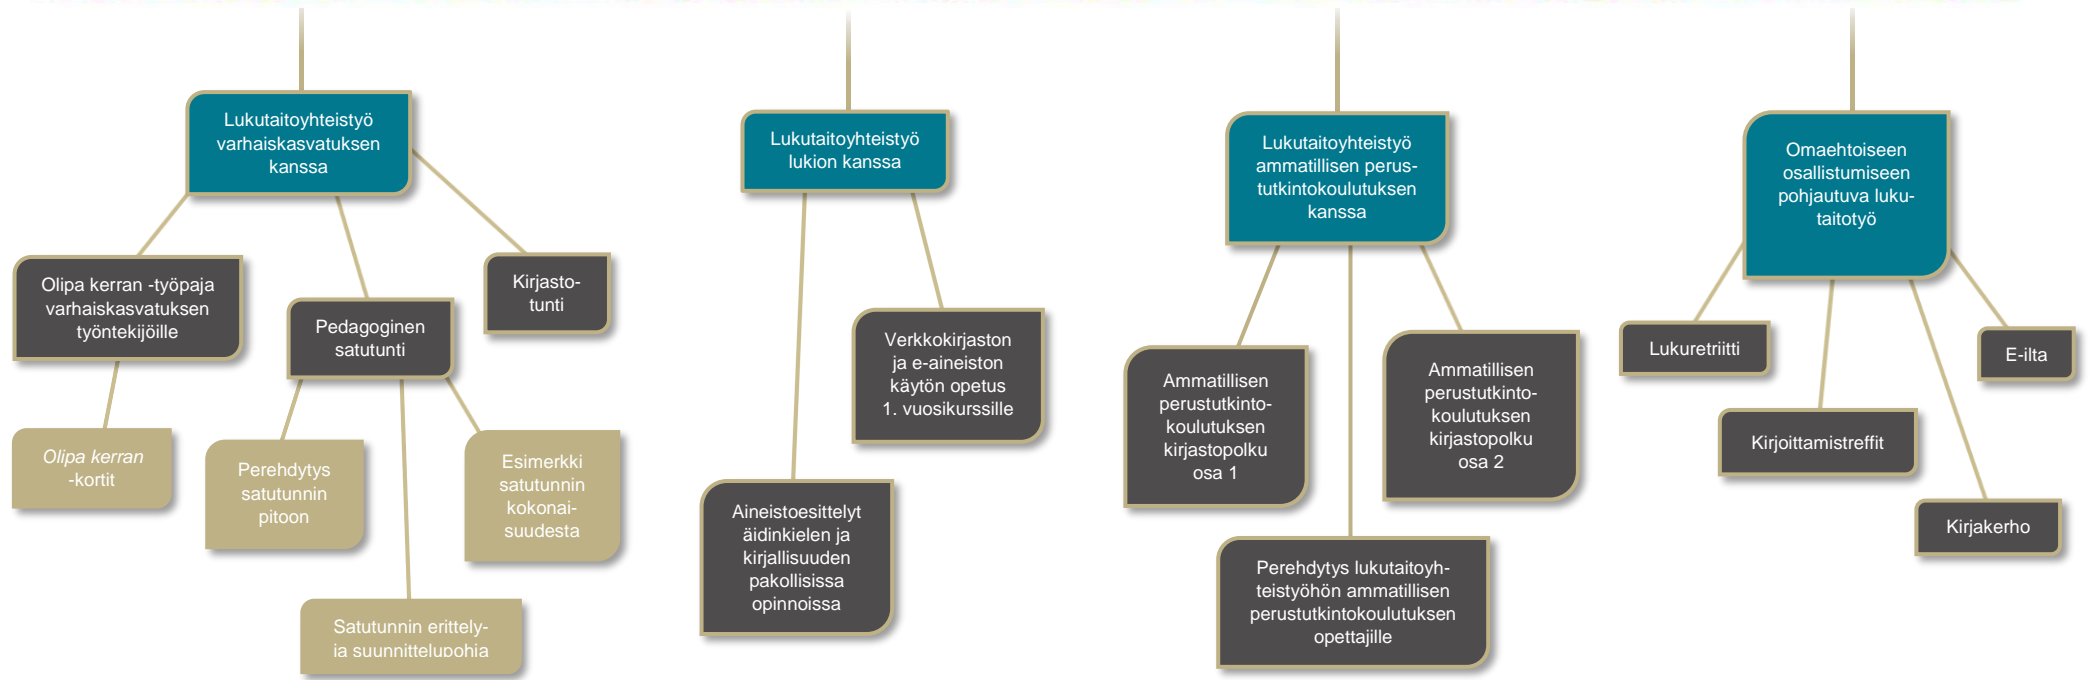 Lukutaitoyhteistyö
varhaiskasvatuksen
kanssa
Olipa kerran -työpaja
varhaiskasvatuksen
työntekijöille
Pedagoginen
satutunti
Kirjasto-
tunti
Olipa kerran
-kortit
Perehdytys
satutunnin
pitoon
Esimerkki
satutunnin
kokonai-
suudesta
Satutunnin erittely-
ja suunnittelupohja
Lukutaitoyhteistyö
lukion kanssa
Verkkokirjaston
ja e-aineiston
käytön opetus
1. vuosikurssille
Aineistoesittelyt
äidinkielen ja
kirjallisuuden
pakollisissa
opinnoissa
Lukutaitoyhteistyö
ammatillisen perus-
tutkintokoulutuksen
kanssa
Ammatillisen
perustutkinto-
koulutuksen
kirjastopolku
osa 1
Ammatillisen
perustutkinto-
koulutuksen
kirjastopolku
osa 2
Perehdytys lukutaitoyh-
teistyöhön ammatillisen
perustutkintokoulutuksen
opettajille
Omaehtoiseen
osallistumiseen
pohjautuva luku-
taitotyö
Lukuretriitti
E-ilta
Kirjoittamistreffit
Kirjakerho